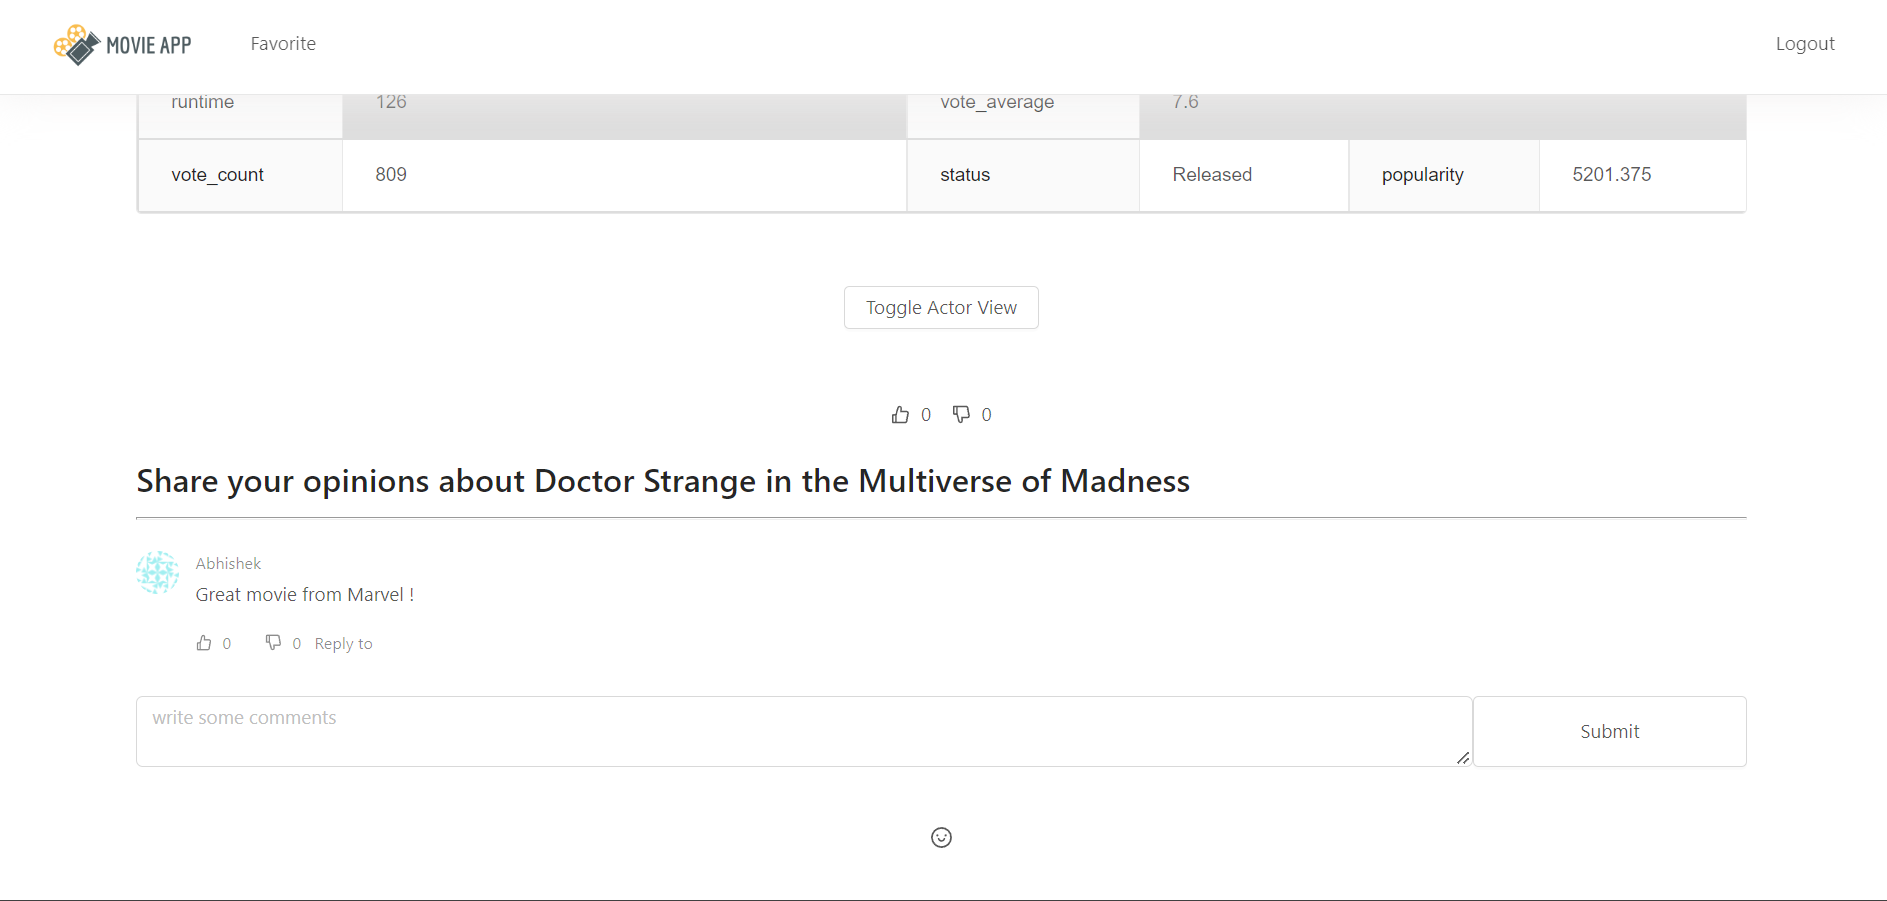 MOVIE APP Favorite Logout
runtime 126 vote_average 7.6
vote_count 809 status Released popularity 5201.375
Toggle Actor View
0 0
Share your opinions about Doctor Strange in the Multiverse of Madness
Abhishek
Great movie from Marvel !
0 0 Reply to
write some comments
Submit